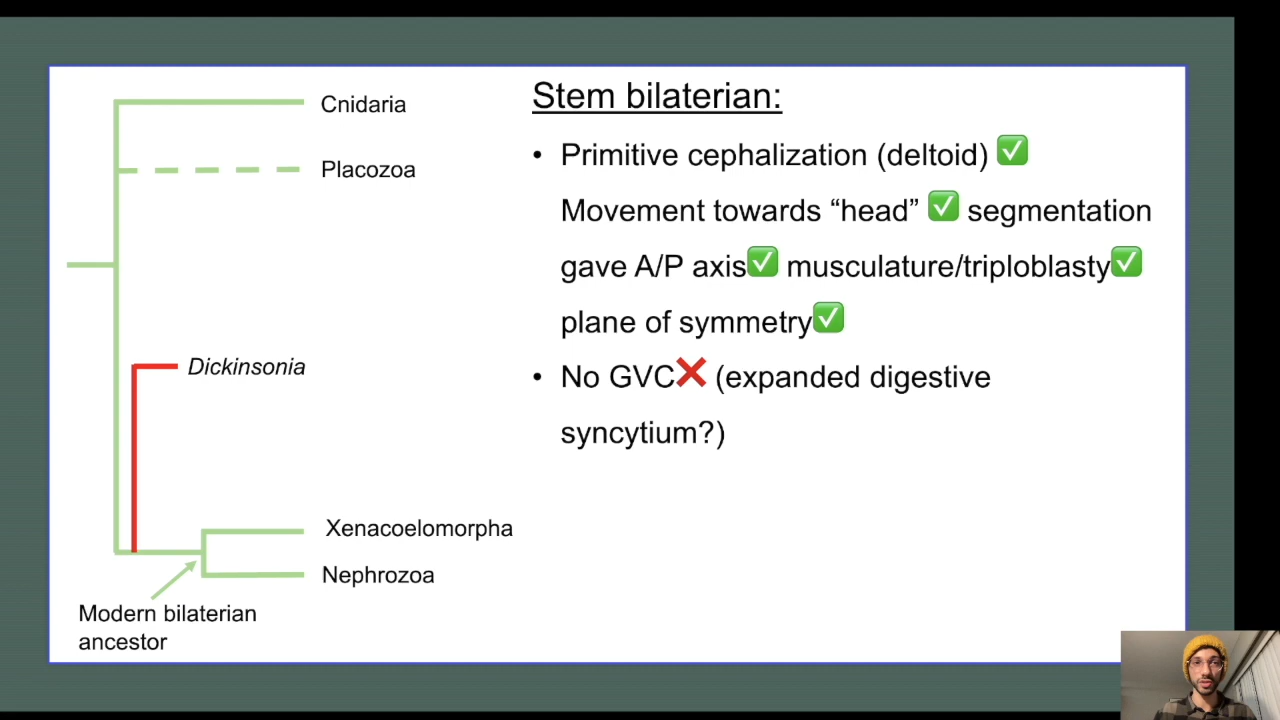 Cnidaria
Placozoa
Dickinsonia
Xenacoelomorpha
Nephrozoa
Modern bilaterian
ancestor
Stem bilaterian:
• Primitive cephalization (deltoid) ✅
Movement towards “head” ✅ segmentation
gave A/P axis✅ musculature/triploblasty✅
plane of symmetry✅
• No GVC❌ (expanded digestive
syncytium?)